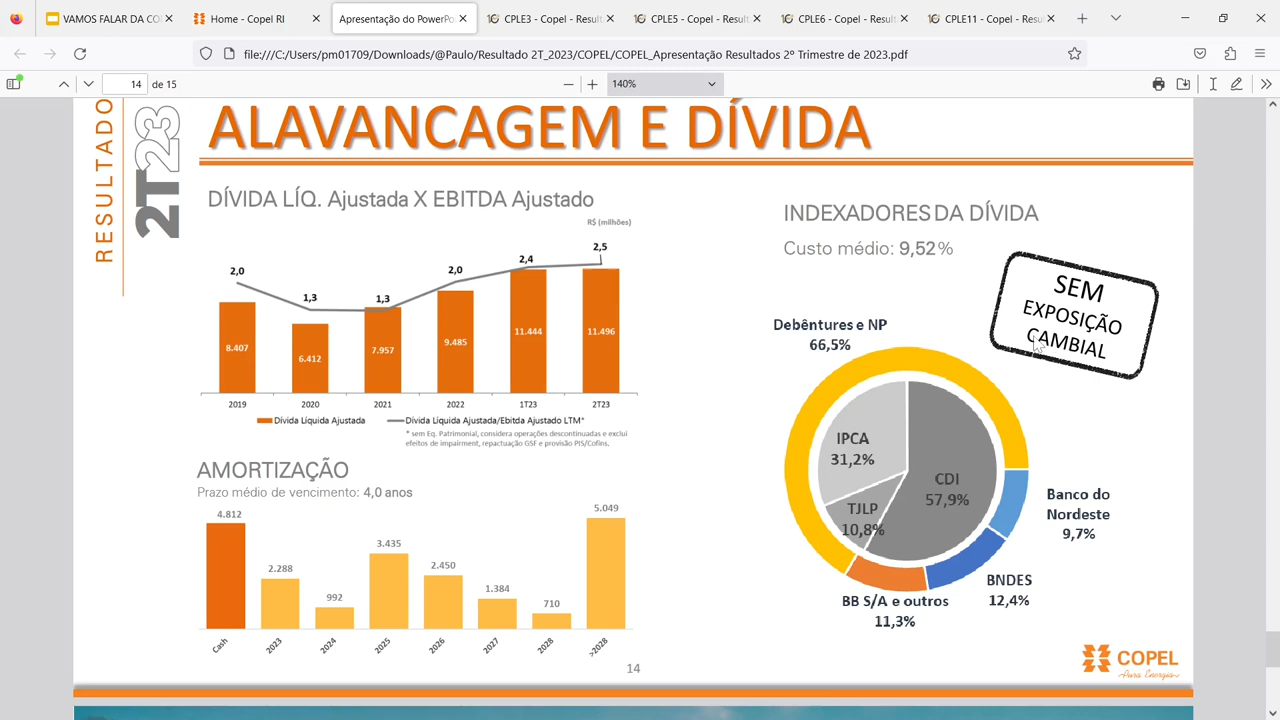 VAMOS FALAR DA CO
Home - Copel RI
Apresentação do PowerPo
CPLE3 - Copel - Resul
CPLE5 - Copel - Result
CPLE6 - Copel - Resul
CPLE11 - Copel - Resu
file:///C:/Users/pm01709/Downloads/@Paulo/Resultado 2T_2023/COPEL/COPEL_Apresentação Resultados 2º Trimestre de 2023.pdf
14 de 15
140%
RESULTADO
2T23
ALAVANCAGEM E DÍVIDA
DÍVIDA LÍQ. Ajustada X EBITDA Ajustado
R$ (milhões)
2,0
1,3
1,3
2,0
2,4
2,5
8.407
6.412
7.957
9.485
11.444
11.496
2019
2020
2021
2022
1T23
2T23
Dívida Líquida Ajustada
Dívida Líquida Ajustada/Ebitda Ajustado LTM*
* sem Eq. Patrimonial, considera operações descontinuadas e exclui
efeitos de impairment, repactuação GSF e provisão PIS/Cofins.
AMORTIZAÇÃO
Prazo médio de vencimento: 4,0 anos
4.812
2.288
992
3.435
2.450
1.384
710
5.049
Cash
2023
2024
2025
2026
2027
2028
>2028
INDEXADORES DA DÍVIDA
Custo médio: 9,52%
SEM
EXPOSIÇÃO
CAMBIAL
Debêntures e NP
66,5%
IPCA
31,2%
CDI
57,9%
TJLP
10,8%
Banco do
Nordeste
9,7%
BNDES
12,4%
BB S/A e outros
11,3%
14
COPEL
Pura Energia